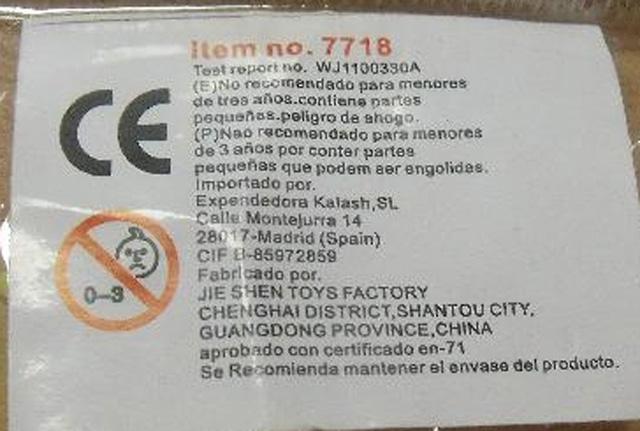 Item no. 7718
Test report no. WJ1100330A
(E)No recomendado para menores
de tres años.contiene partes
pequeñas.peligro de ahogo.
(P)Nao recomendado para menores
de 3 años por conter partes
pequeñas que podem aer engolidas.
Importado por.
Expendedora Kalash,SL
Calle Montejurra 14
28017-Madrid (Spain)
CIF B-85972859
Fabricado por.
JIE SHEN TOYS FACTORY
CHENGHAI DISTRICT,SHANTOU CITY,
GUANGDONG PROVINCE,CHINA
aprobado con certificado en-71
Se Recomienda mantener el envase del producto.
CE
0-3